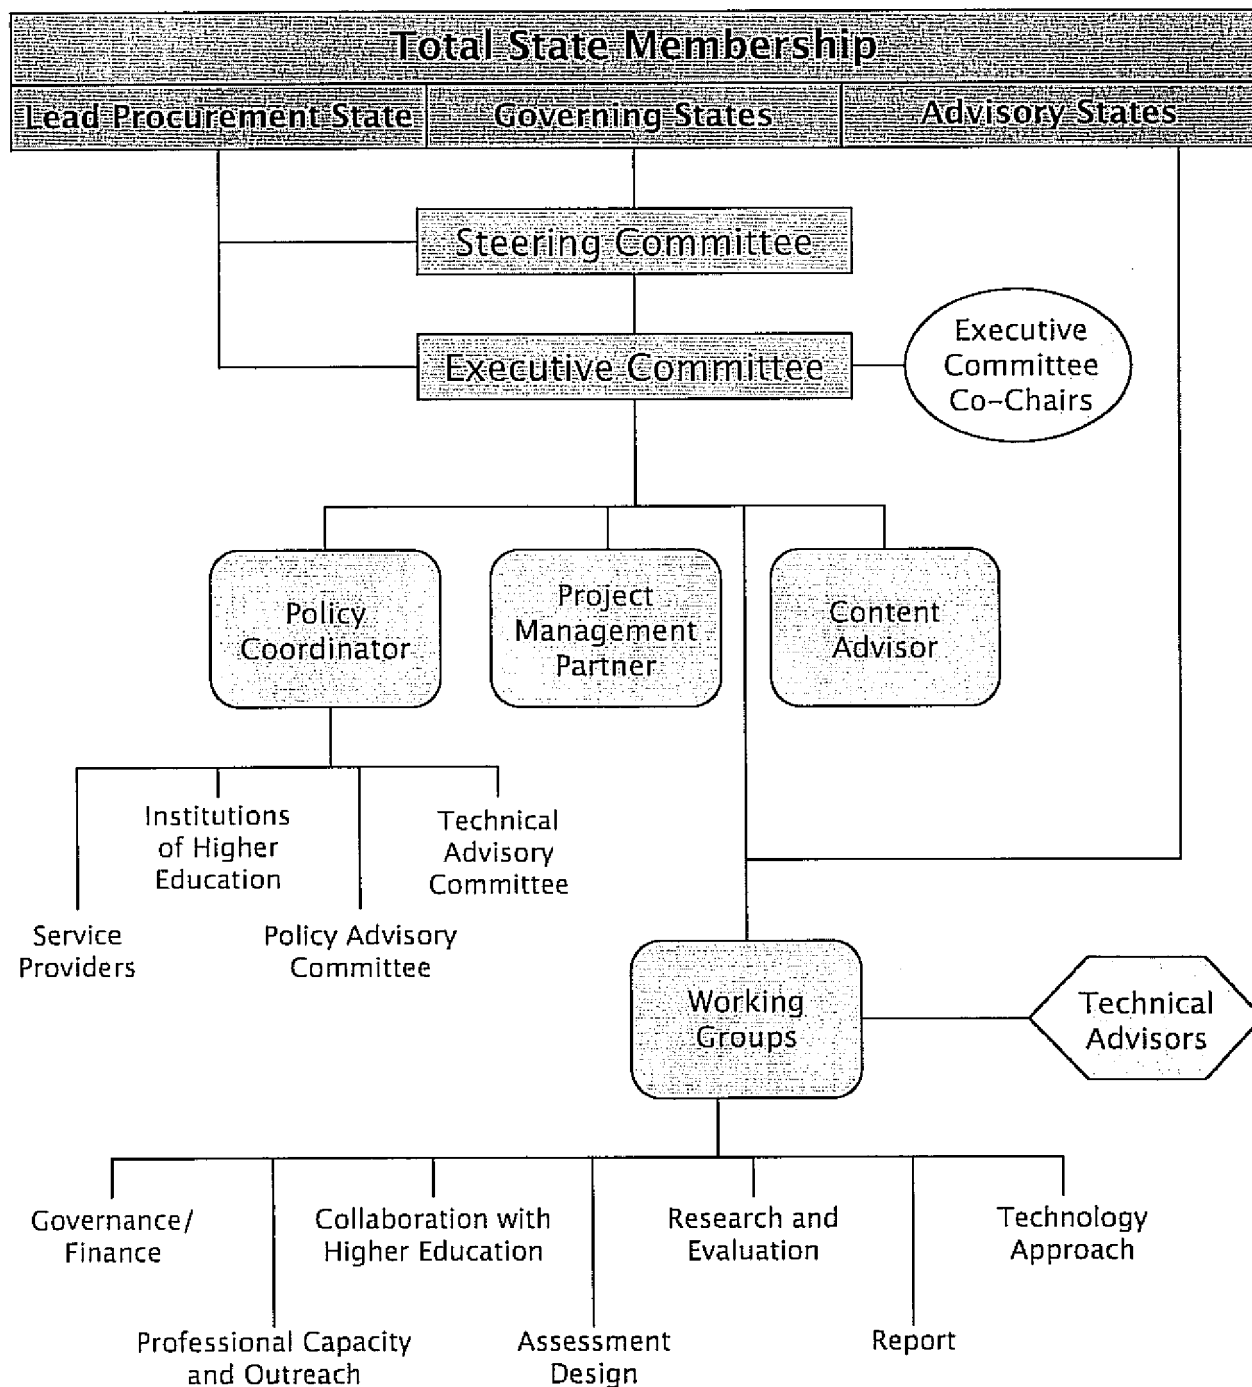 Total State Membership
Lead Procurement State
Governing States
Advisory States
Steering Committee
Executive Committee
Executive
Committee
Co-Chairs
Policy
Coordinator
Project
Management
Partner
Content
Advisor
Institutions
of Higher
Education
Technical
Advisory
Committee
Service
Providers
Policy Advisory
Committee
Working
Groups
Technical
Advisors
Governance/
Finance
Collaboration with
Higher Education
Research and
Evaluation
Technology
Approach
Professional Capacity
and Outreach
Assessment
Design
Report